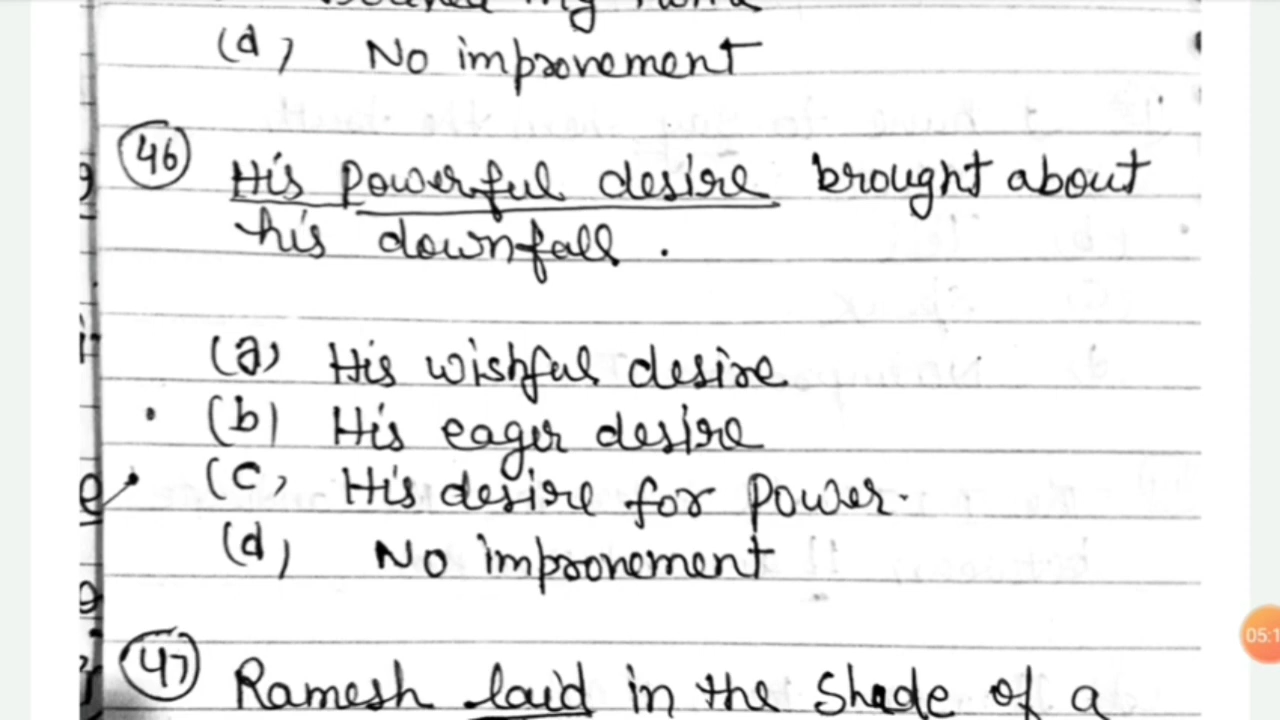 (d) No improvement
46 His powerful desire brought about
his downfall .
(a) His wishful desire
(b) His eager desire
(c) His desire for power.
(d) No improvement
47 Ramesh laid in the shade of a